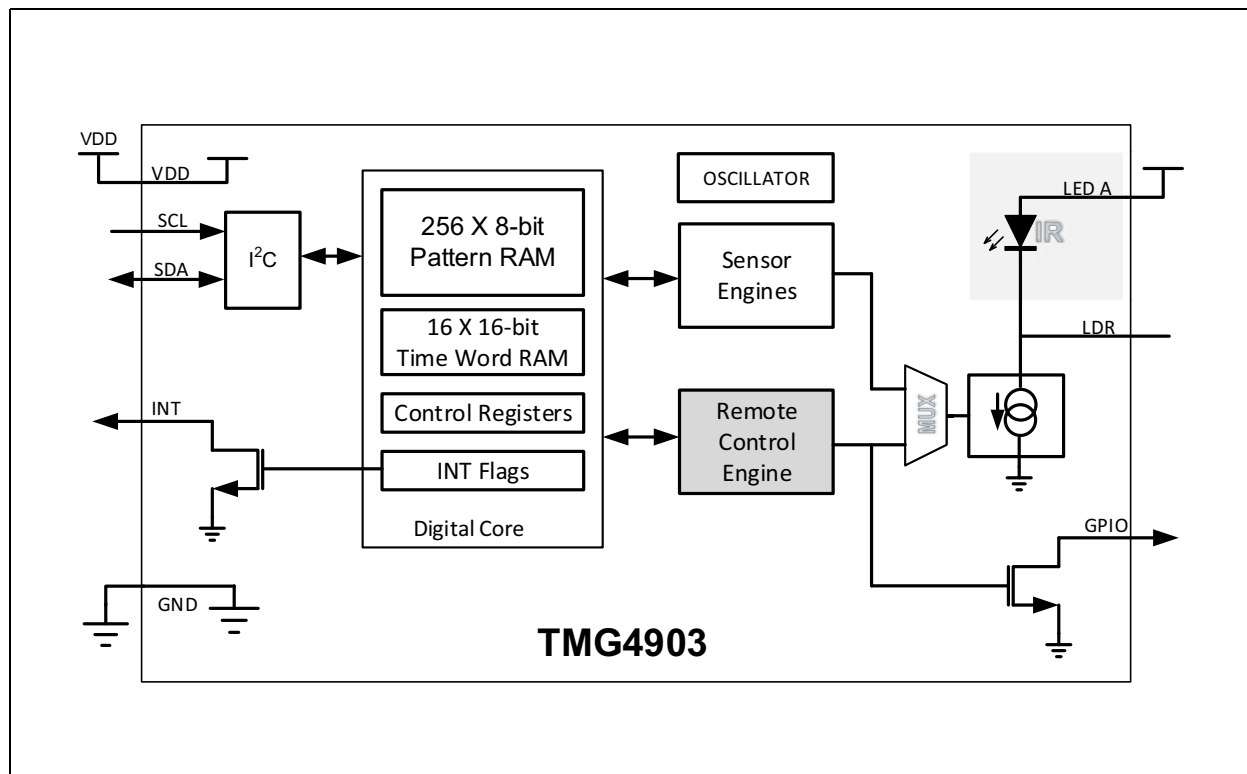 VDD
VDD
SCL
SDA
I²C
INT
GND
256 X 8-bit
Pattern RAM
16 X 16-bit
Time Word RAM
Control Registers
INT Flags
Digital Core
OSCILLATOR
Sensor
Engines
Remote
Control
Engine
MUX
LED A
IR
LDR
GPIO
TMG4903